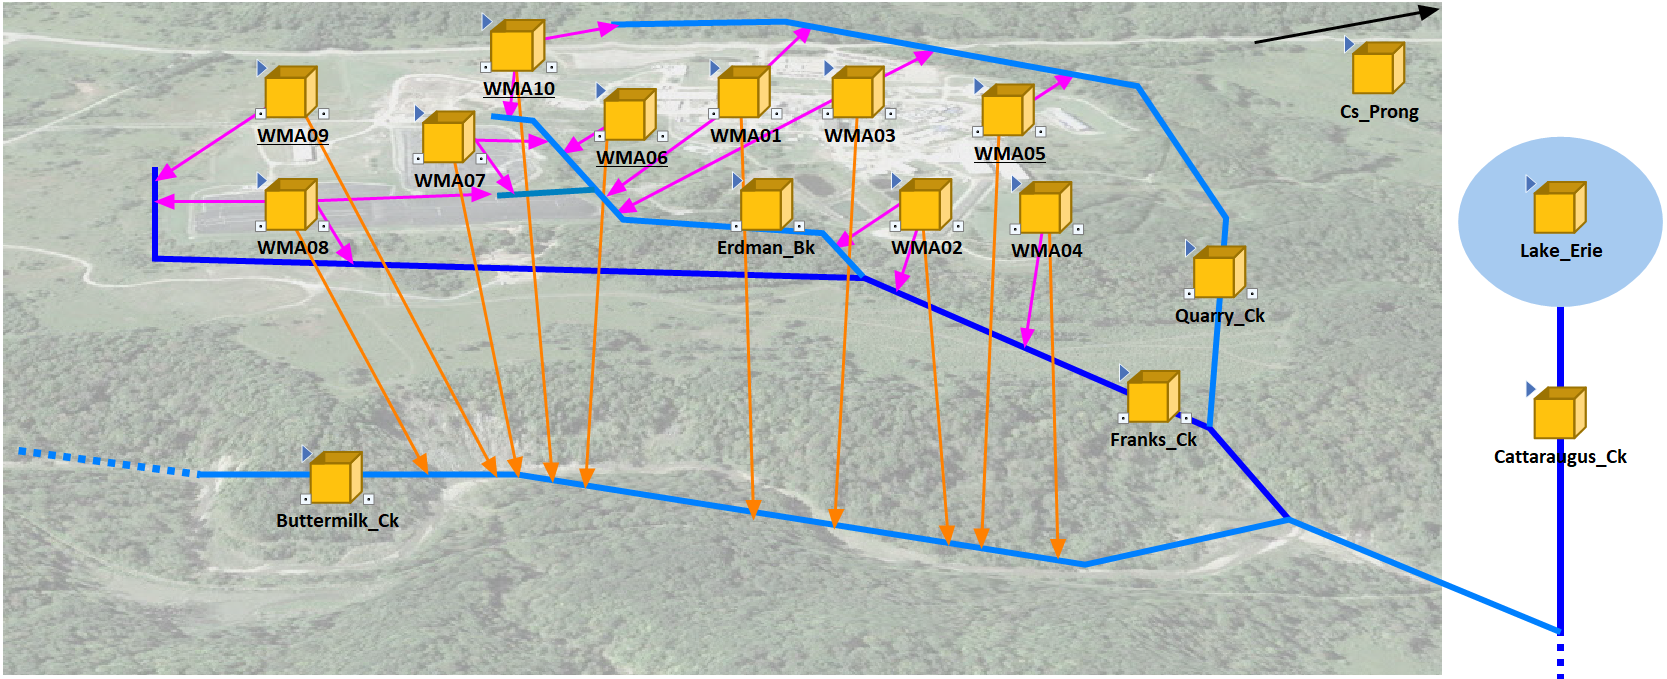 WMA10
WMA09
WMA06
WMA01
WMA03
Cs_Prong
WMA07
WMA05
WMA08
Erdman_Bk
WMA02
WMA04
Lake_Erie
Quarry_Ck
Franks_Ck
Cattaraugus_Ck
Buttermilk_Ck